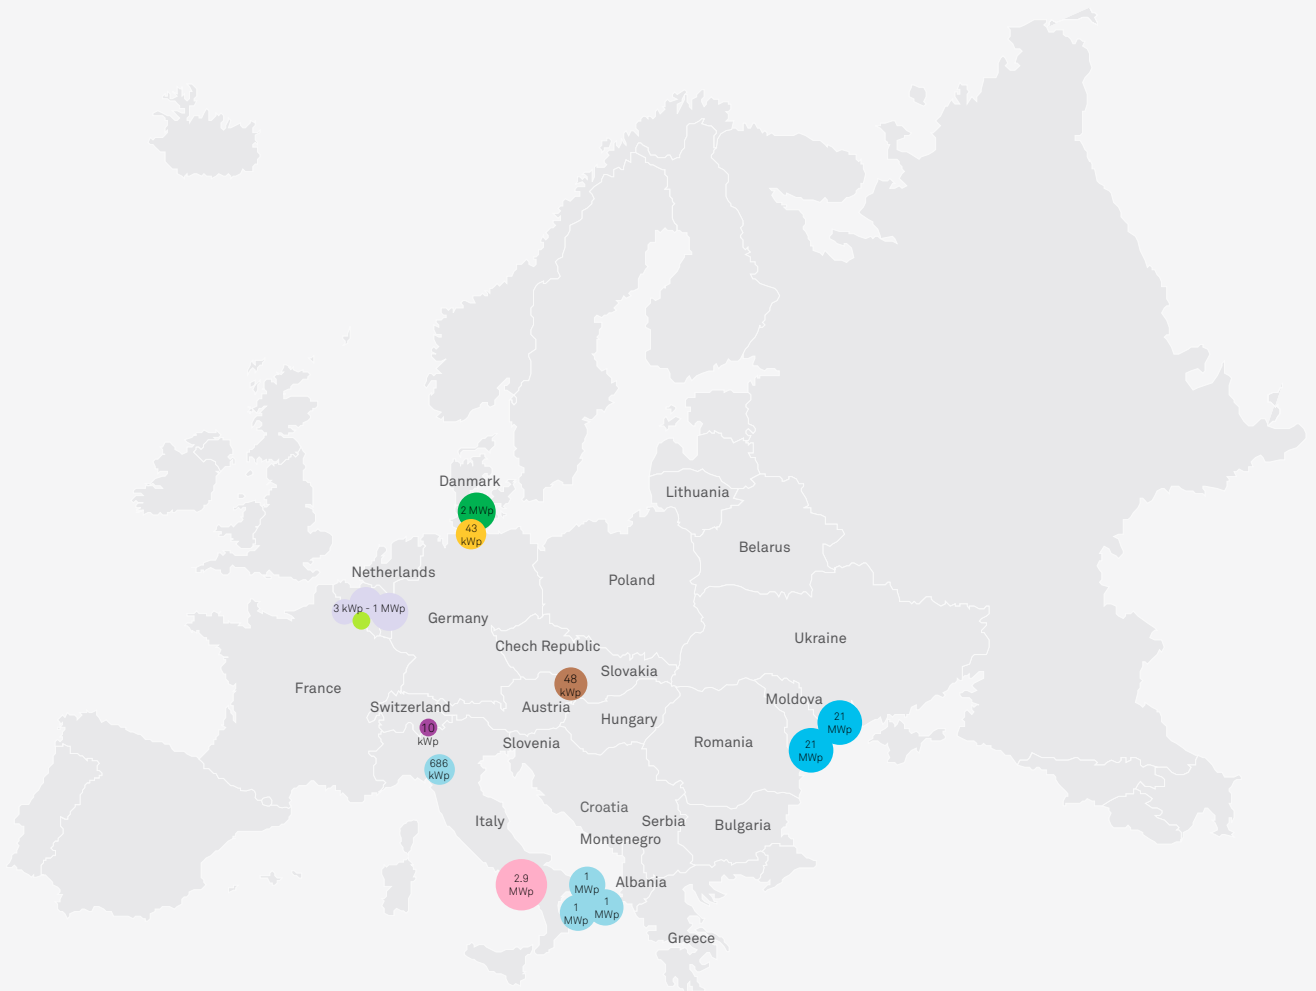 Danmark
Lithuania
2 MWp
43
kWp
Belarus
Netherlands
Poland
3 kWp - 1 MWp
Germany
Ukraine
Chech Republic
Slovakia
48
kWp
France
Moldova
Switzerland
Austria
Hungary
21
MWp
10
kWp
Slovenia
Romania
21
MWp
686
kWp
Croatia
Italy
Serbia
Bulgaria
Montenegro
2.9
MWp
1
MWp
Albania
1
MWp
1
MWp
Greece